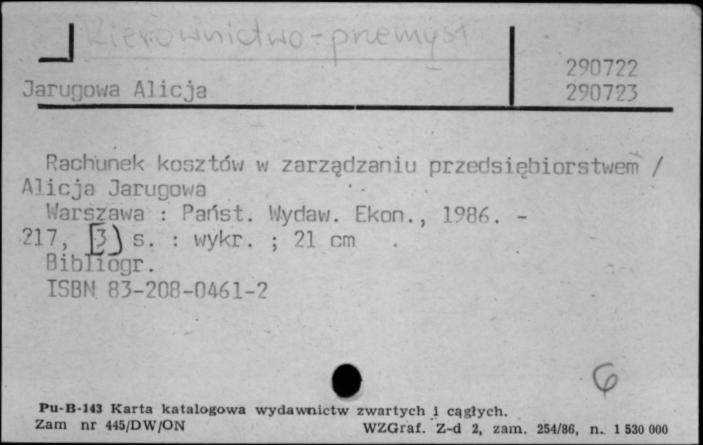 Kierownictwo - przemysł
290722
Jarugowa Alicja 290723
Rachunek kosztów w zarządzaniu przedsiębiorstwem /
Alicja Jarugowa
Warszawa : Państ. Wydaw. Ekon., 1986. -
217, [3] s. : wykr. ; 21 cm
Bibliogr.
ISBN 83-208-0461-2
6
Pu-B-143 Karta katalogowa wydawnictw zwartych i cągłych.
Zam nr 445/DW/ON WZGraf. Z-d 2, zam. 254/86, n. 1 530 000